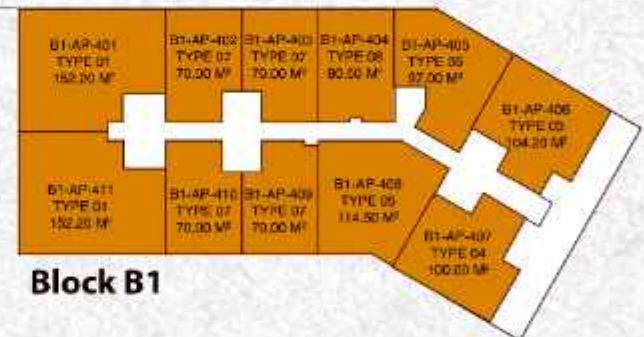 B1-AP-401
TYPE 01
152.20 M²
B1-AP-402
TYPE 07
70.00 M²
B1-AP-403
TYPE 07
70.00 M²
B1-AP-404
TYPE 08
80.50 M²
B1-AP-405
TYPE 06
97.00 M²
B1-AP-406
TYPE 03
104.20 M²
B1-AP-411
TYPE 01
152.20 M²
B1-AP-410
TYPE 07
70.00 M²
B1-AP-409
TYPE 07
70.00 M²
B1-AP-408
TYPE 05
114.50 M²
B1-AP-407
TYPE 04
100.00 M²
Block B1